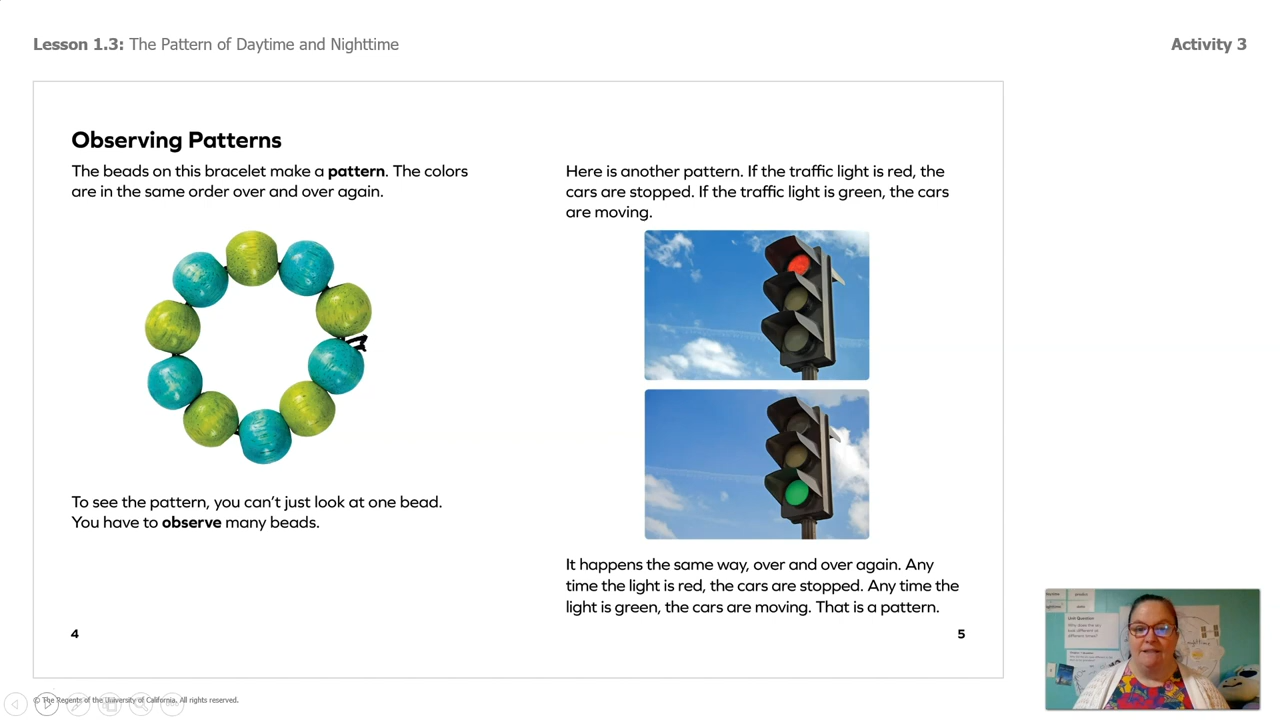 Lesson 1.3: The Pattern of Daytime and Nighttime
Activity 3
Observing Patterns
The beads on this bracelet make a pattern. The colors
are in the same order over and over again.
To see the pattern, you can't just look at one bead.
You have to observe many beads.
4
Here is another pattern. If the traffic light is red, the
cars are stopped. If the traffic light is green, the cars
are moving.
It happens the same way, over and over again. Any
time the light is red, the cars are stopped. Any time the
light is green, the cars are moving. That is a pattern.
5
Unit Question
© The Regents of the University of California. All rights reserved.